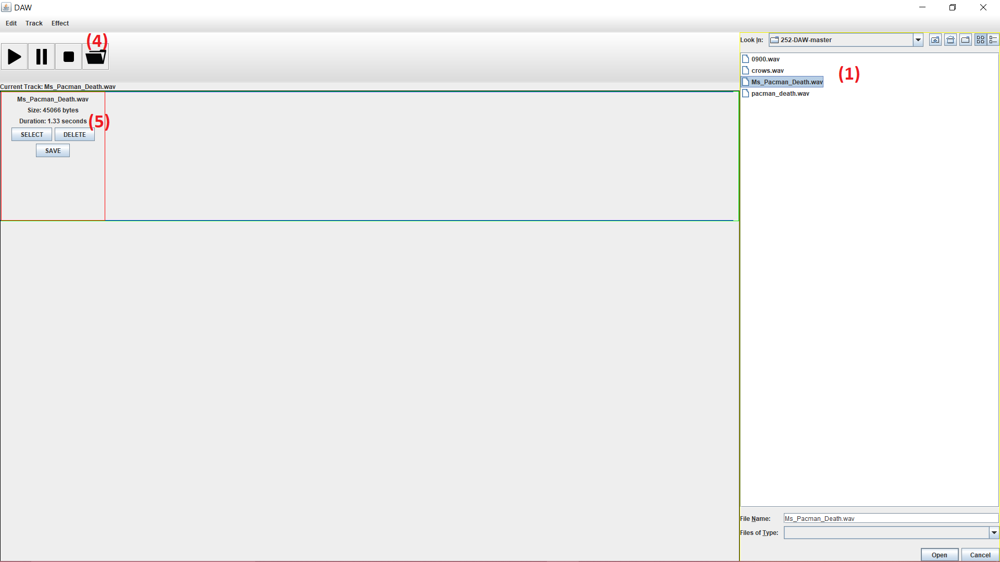 DAW
Edit Track Effect
(4)
Look In: 252-DAW-master
0900.wav
crows.wav
(1)
Ms_Pacman_Death.wav
pacman_death.wav
Current Track: Ms_Pacman_Death.wav
Ms_Pacman_Death.wav
Size: 45066 bytes
Duration: 1.33 seconds
(5)
SELECT DELETE
SAVE
File Name: Ms_Pacman_Death.wav
Files of Type:
Open Cancel